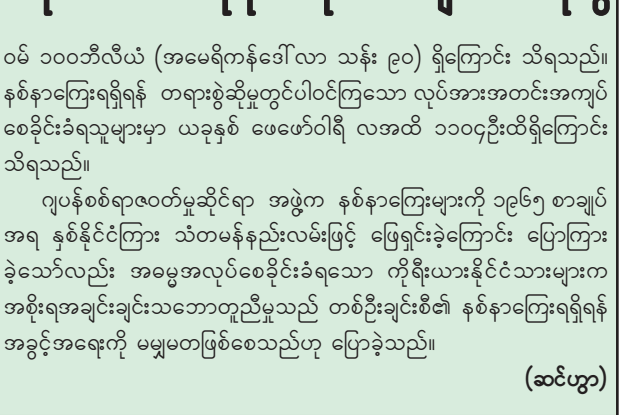 ဝမ် ၁၀၀ဘီလီယံ (အမေရိကန်ဒေါ်လာ သန်း ၉၀) ရှိကြောင်း သိရသည်။
နစ်နာကြေးရရှိရန် တရားစွဲဆိုမှုတွင်ပါဝင်ကြသော လုပ်အားအတင်းအကျပ်
စေခိုင်းခံရသူများမှာ ယခုနှစ် ဖေဖော်ဝါရီ လအထိ ၁၁၀၄ဦးထိရှိကြောင်း
သိရသည်။
ဂျပန်စစ်ရာဇဝတ်မှုဆိုင်ရာ အဖွဲ့က နစ်နာကြေးများကို ၁၉၆၅ စာချုပ်
အရ နှစ်နိုင်ငံကြား သံတမန်နည်းလမ်းဖြင့် ဖြေရှင်းခဲ့ကြောင်း ပြောကြား
ခဲ့သော်လည်း အဓမ္မအလုပ်စေခိုင်းခံရသော ကိုရီးယားနိုင်ငံသားများက
အစိုးရအချင်းချင်းသဘောတူညီမှုသည် တစ်ဦးချင်းစီ၏ နစ်နာကြေးရရှိရန်
အခွင့်အရေးကို မမျှမတဖြစ်စေသည်ဟု ပြောခဲ့သည်။
(ဆင်ဟွာ)